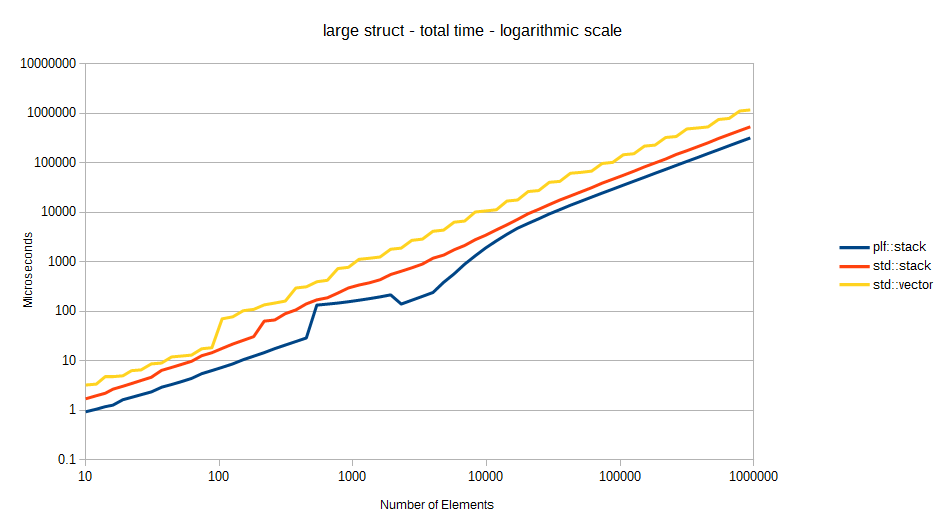 large struct - total time - logarithmic scale
10000000
1000000
100000
10000
1000
100
10
1
0.1
Microseconds
10 100 1000 10000 100000 1000000
Number of Elements
plf::stack
std::stack
std::vector